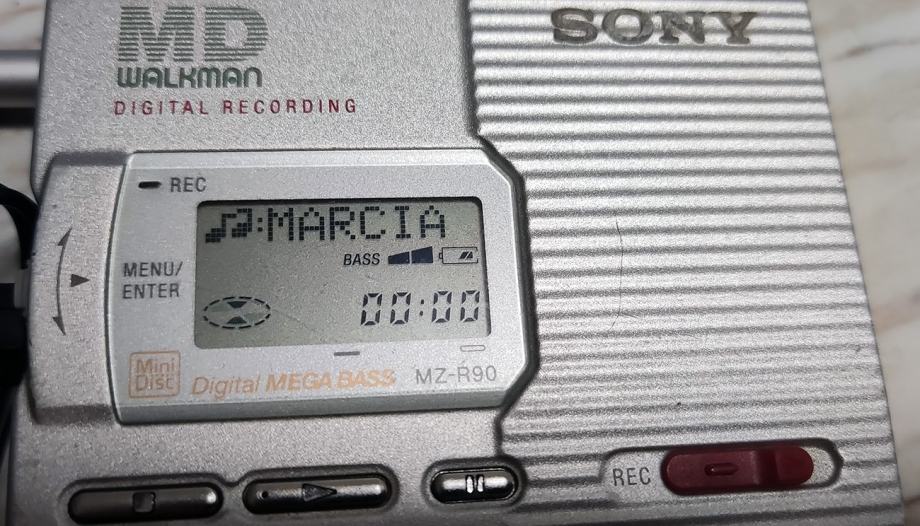 MD
WALKMAN
DIGITAL RECORDING
SONY
REC
MARCIA
BASS
MENU/
ENTER
00:00
Mini
Disc
Digital MEGA BASS
MZ-R90
REC